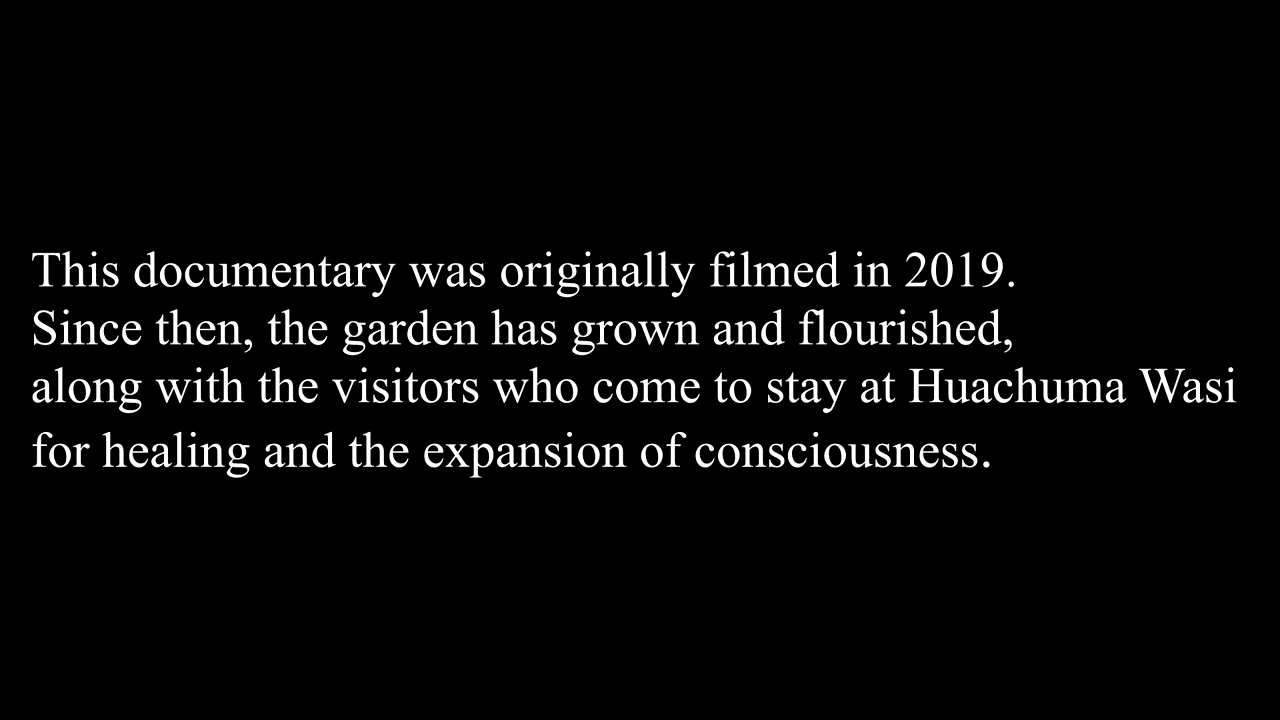 This documentary was originally filmed in 2019.
Since then, the garden has grown and flourished,
along with the visitors who come to stay at Huachuma Wasi
for healing and the expansion of consciousness.